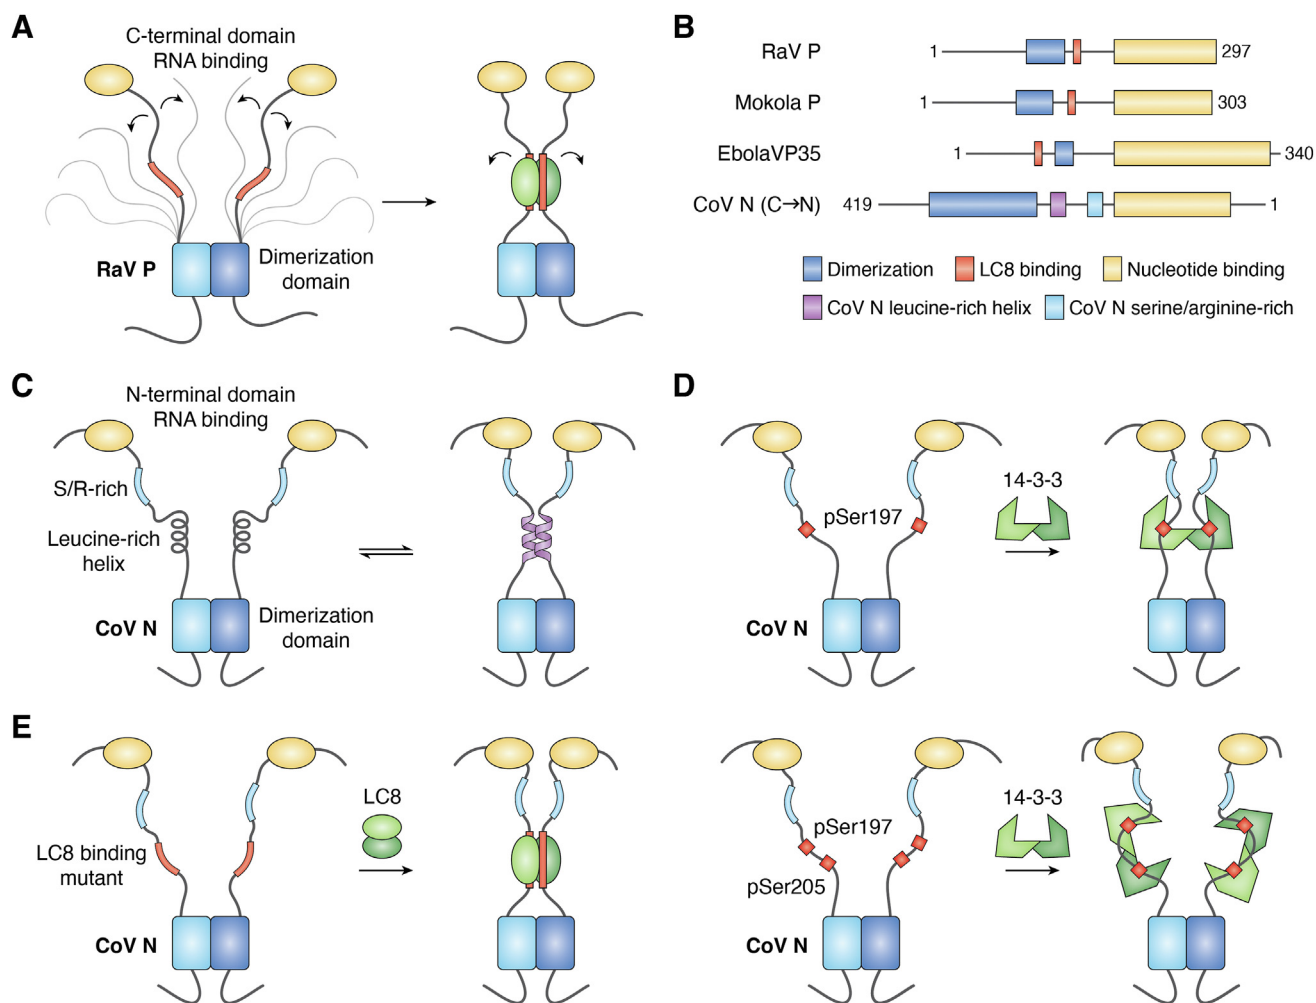 A
C-terminal domain
RNA binding
RaV P
Dimerization
domain
B
RaV P
1
297
Mokola P
1
303
EbolaVP35
1
340
CoV N (C→N)
419
1
Dimerization
LC8 binding
Nucleotide binding
CoV N leucine-rich helix
CoV N serine/arginine-rich
C
N-terminal domain
RNA binding
S/R-rich
Leucine-rich
helix
CoV N
Dimerization
domain
D
pSer197
14-3-3
CoV N
E
LC8 binding
mutant
LC8
CoV N
pSer197
pSer205
14-3-3
CoV N